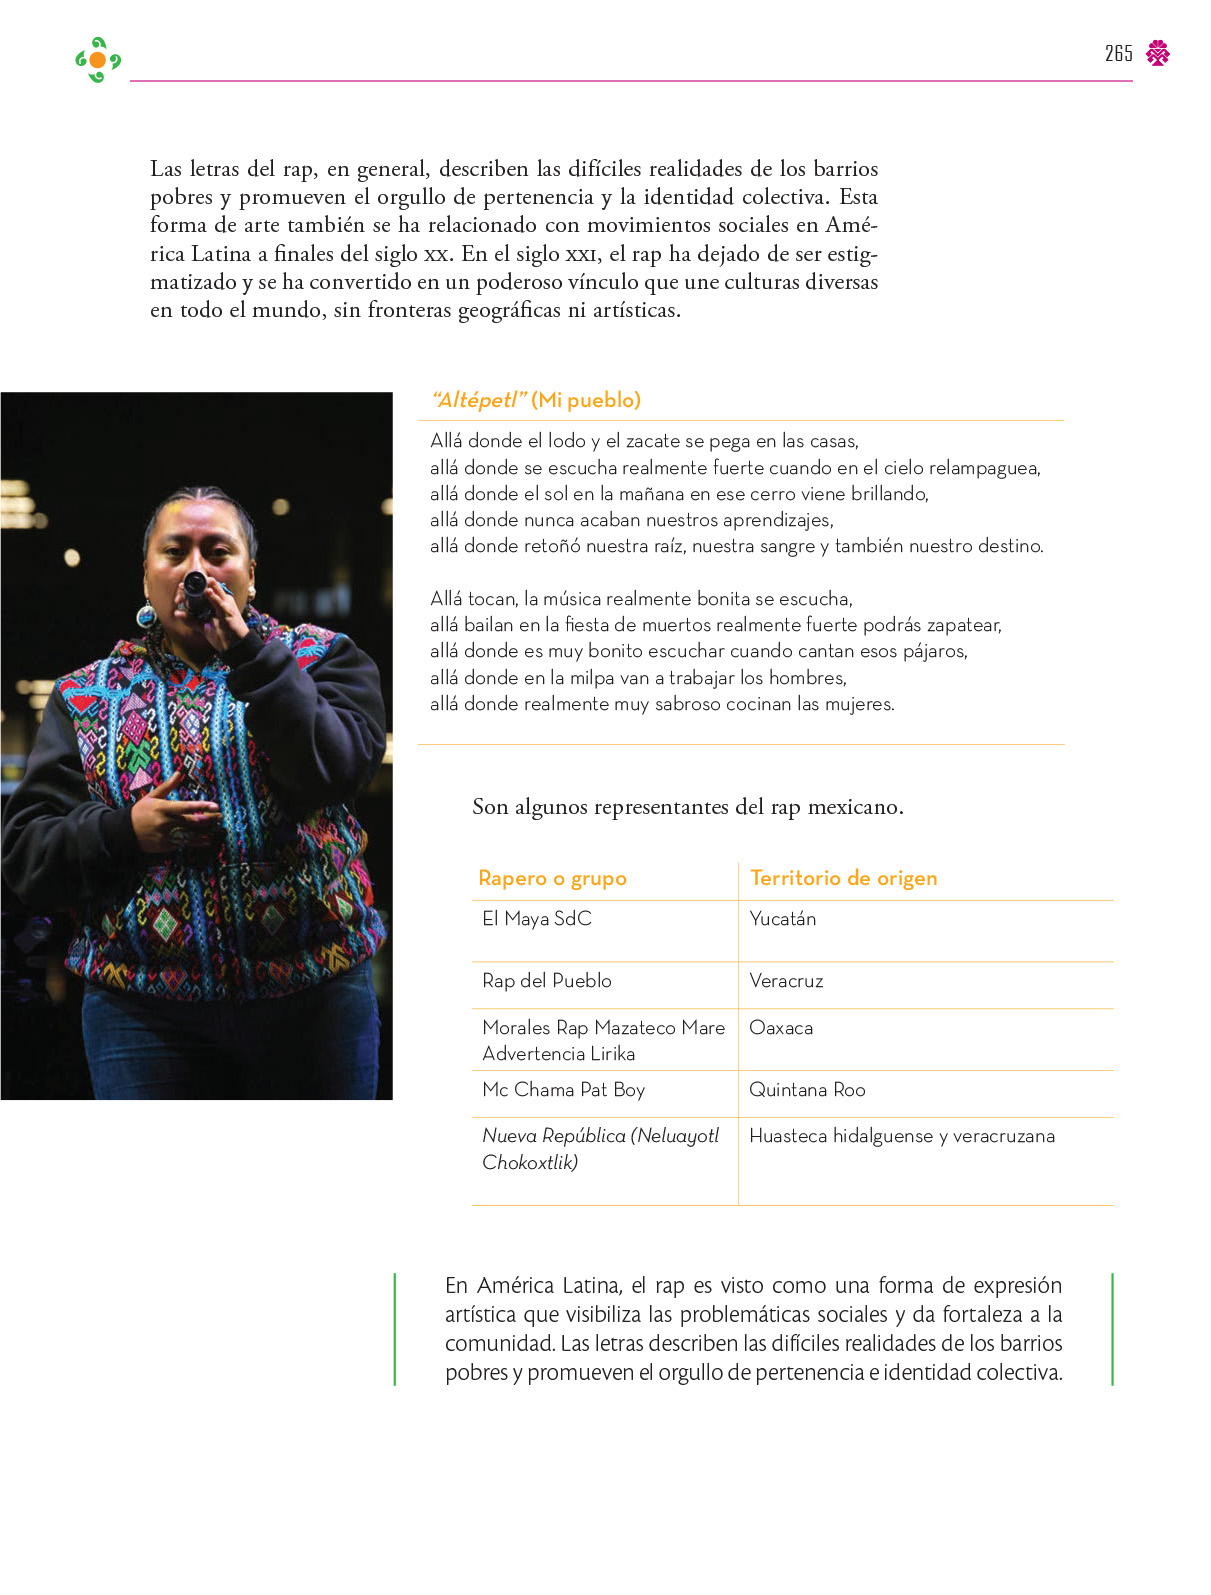 265
Las letras del rap, en general, describen las difíciles realidades de los barrios
pobres y promueven el orgullo de pertenencia y la identidad colectiva. Esta
forma de arte también se ha relacionado con movimientos sociales en Amé-
rica Latina a finales del siglo XX. En el siglo XXI, el rap ha dejado de ser estig-
matizado y se ha convertido en un poderoso vínculo que une culturas diversas
en todo el mundo, sin fronteras geográficas ni artísticas.
“Altépetl” (Mi pueblo)
Allá donde el lodo y el zacate se pega en las casas,
allá donde se escucha realmente fuerte cuando en el cielo relampaguea,
allá donde el sol en la mañana en ese cerro viene brillando,
allá donde nunca acaban nuestros aprendizajes,
allá donde retoñó nuestra raíz, nuestra sangre y también nuestro destino.
Allá tocan, la música realmente bonita se escucha,
allá bailan en la fiesta de muertos realmente fuerte podrás zapatear,
allá donde es muy bonito escuchar cuando cantan esos pájaros,
allá donde en la milpa van a trabajar los hombres,
allá donde realmente muy sabroso cocinan las mujeres.
Son algunos representantes del rap mexicano.
Rapero o grupo Territorio de origen
El Maya SdC Yucatán
Rap del Pueblo Veracruz
Morales Rap Mazateco Mare Oaxaca
Advertencia Lirika
Mc Chama Pat Boy Quintana Roo
Nueva República (Neluayotl Huasteca hidalguense y veracruzana
Chokoxtlik)
En América Latina, el rap es visto como una forma de expresión
artística que visibiliza las problemáticas sociales y da fortaleza a la
comunidad. Las letras describen las difíciles realidades de los barrios
pobres y promueven el orgullo de pertenencia e identidad colectiva.